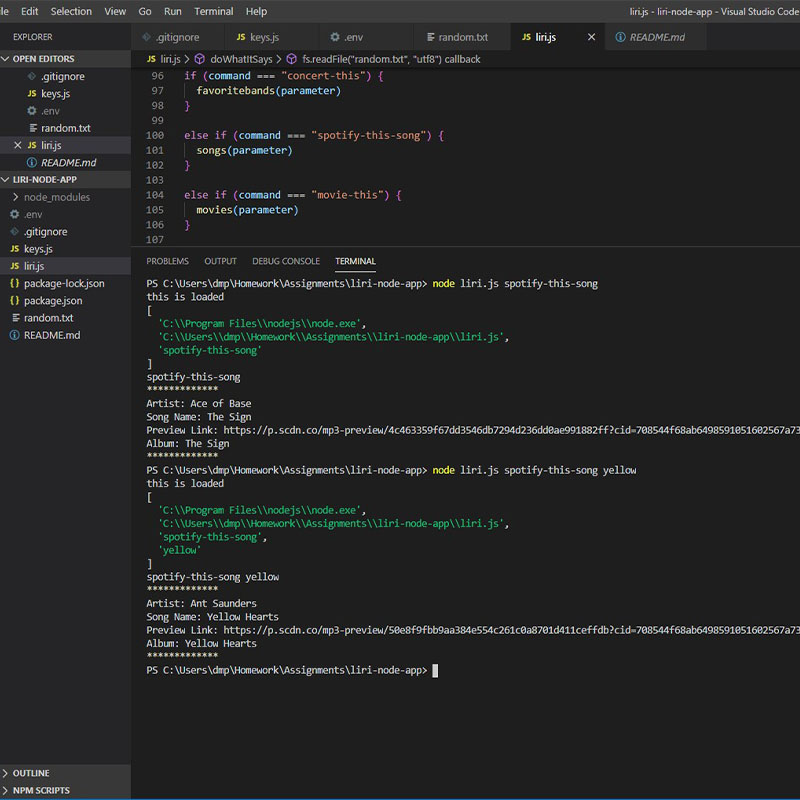 Edit Selection View Go Run Terminal Help liri.js - liri-node-app - Visual Studio Code
EXPLORER
OPEN EDITORS
.gitignore
JS keys.js
.env
random.txt
JS liri.js
README.md
LIRI-NODE-APP
node_modules
.env
.gitignore
JS keys.js
JS liri.js
{} package-lock.json
{} package.json
random.txt
README.md
OUTLINE
NPM SCRIPTS
.gitignore JS keys.js .env random.txt JS liri.js README.md
JS liri.js > doWhatItSays > fs.readFile("random.txt", "utf8") callback
96 if (command === "concert-this") {
97 favoritebands(parameter)
98 }
99
100 else if (command === "spotify-this-song") {
101 songs(parameter)
102 }
103
104 else if (command === "movie-this") {
105 movies(parameter)
106 }
107
PROBLEMS OUTPUT DEBUG CONSOLE TERMINAL
PS C:\Users\dmp\Homework\Assignments\liri-node-app> node liri.js spotify-this-song
this is loaded
[
'C:\\Program Files\\nodejs\\node.exe',
'C:\\Users\\dmp\\Homework\\Assignments\\liri-node-app\\liri.js',
'spotify-this-song'
]
spotify-this-song
*************
Artist: Ace of Base
Song Name: The Sign
Preview Link: https://p.scdn.co/mp3-preview/4c463359f67dd3546db7294d236dd0ae991882ff?cid=708544f68ab6498591051602567a73
Album: The Sign
*************
PS C:\Users\dmp\Homework\Assignments\liri-node-app> node liri.js spotify-this-song yellow
this is loaded
[
'C:\\Program Files\\nodejs\\node.exe',
'C:\\Users\\dmp\\Homework\\Assignments\\liri-node-app\\liri.js',
'spotify-this-song',
'yellow'
]
spotify-this-song yellow
*************
Artist: Ant Saunders
Song Name: Yellow Hearts
Preview Link: https://p.scdn.co/mp3-preview/50e8f9fbb9aa384e554c261c0a8701d411ceffdb?cid=708544f68ab6498591051602567a73
Album: Yellow Hearts
*************
PS C:\Users\dmp\Homework\Assignments\liri-node-app>